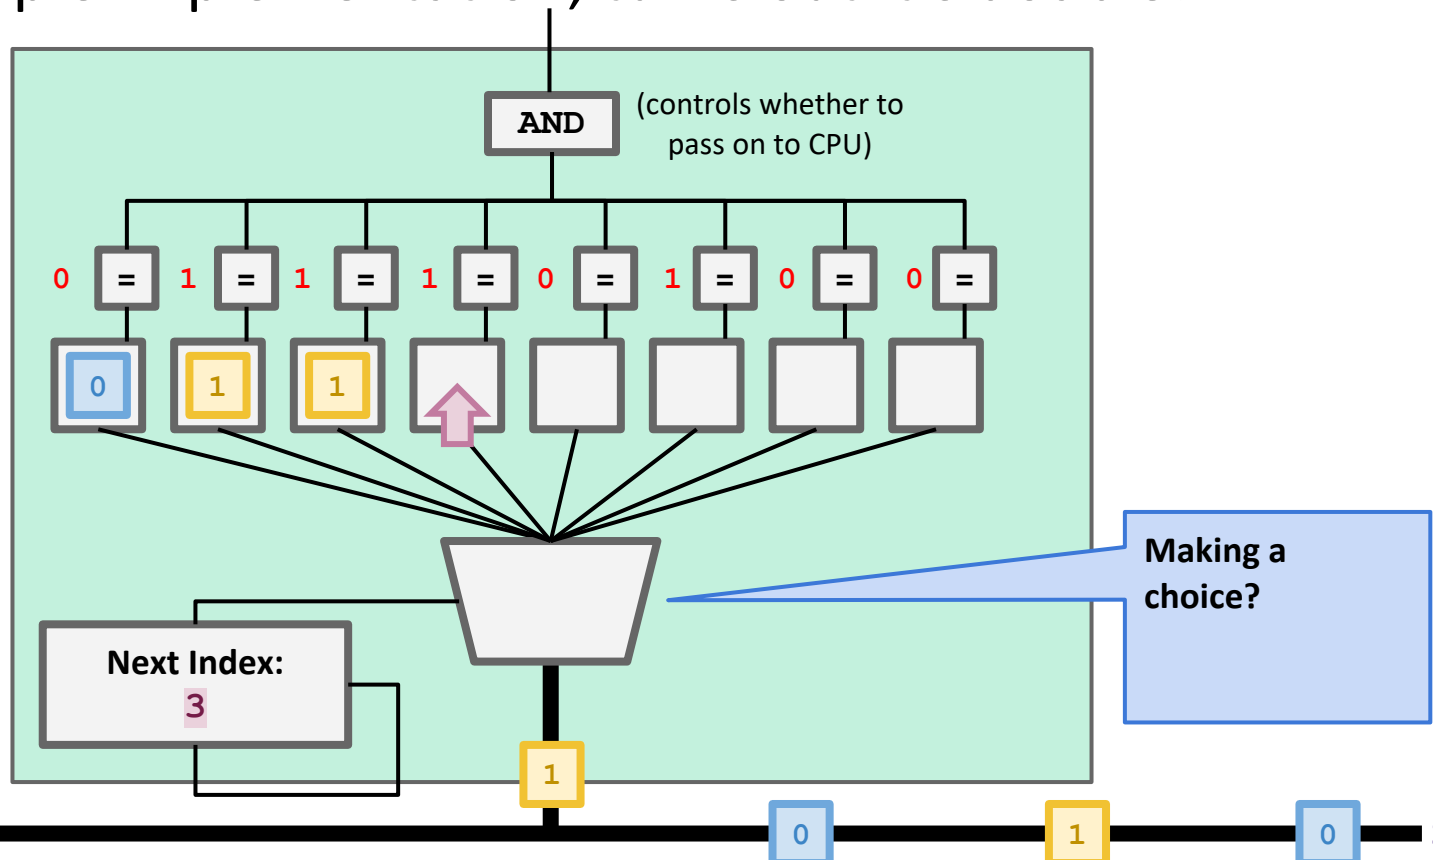 AND
(controls whether to
pass on to CPU)
0 = 1 = 1 = 1 = 0 = 1 = 0 = 0 =
0 1 1
Making a
choice?
Next Index:
3
1
0 1 0